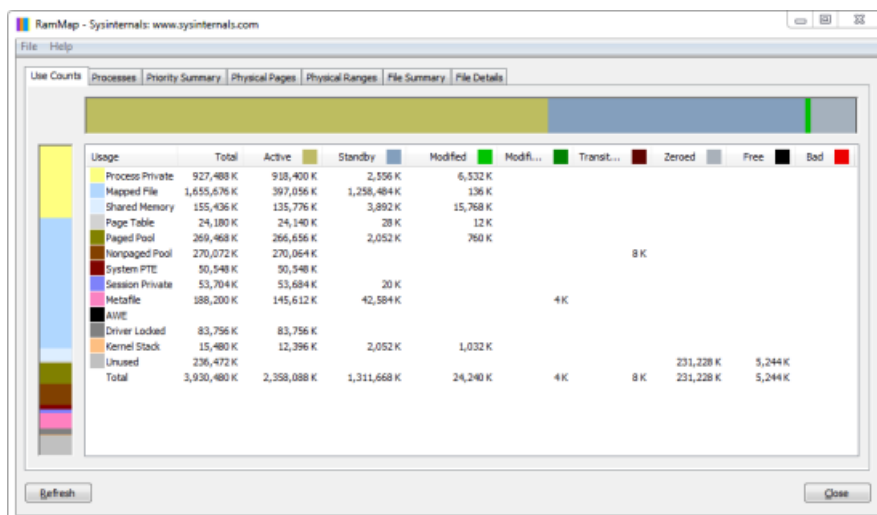 RamMap - Sysinternals: www.sysinternals.com
File Help
Use Counts Processes Priority Summary Physical Pages Physical Ranges File Summary File Details
Usage Total Active Standby Modified Modifi... Transit... Zeroed Free Bad
Process Private 927,488 K 918,400 K 2,556 K 6,532 K
Mapped File 1,655,676 K 397,056 K 1,258,484 K 136 K
Shared Memory 155,436 K 135,776 K 3,892 K 15,768 K
Page Table 24,180 K 24,140 K 28 K 12 K
Paged Pool 269,468 K 266,656 K 2,052 K 760 K
Nonpaged Pool 270,072 K 270,064 K 8 K
System PTE 50,548 K 50,548 K
Session Private 53,704 K 53,684 K 20 K
Metafile 188,200 K 145,612 K 42,584 K 4 K
AWE
Driver Locked 83,756 K 83,756 K
Kernel Stack 15,480 K 12,396 K 2,052 K 1,032 K
Unused 236,472 K 231,228 K 5,244 K
Total 3,930,480 K 2,358,088 K 1,311,668 K 24,240 K 4 K 8 K 231,228 K 5,244 K
Refresh Close